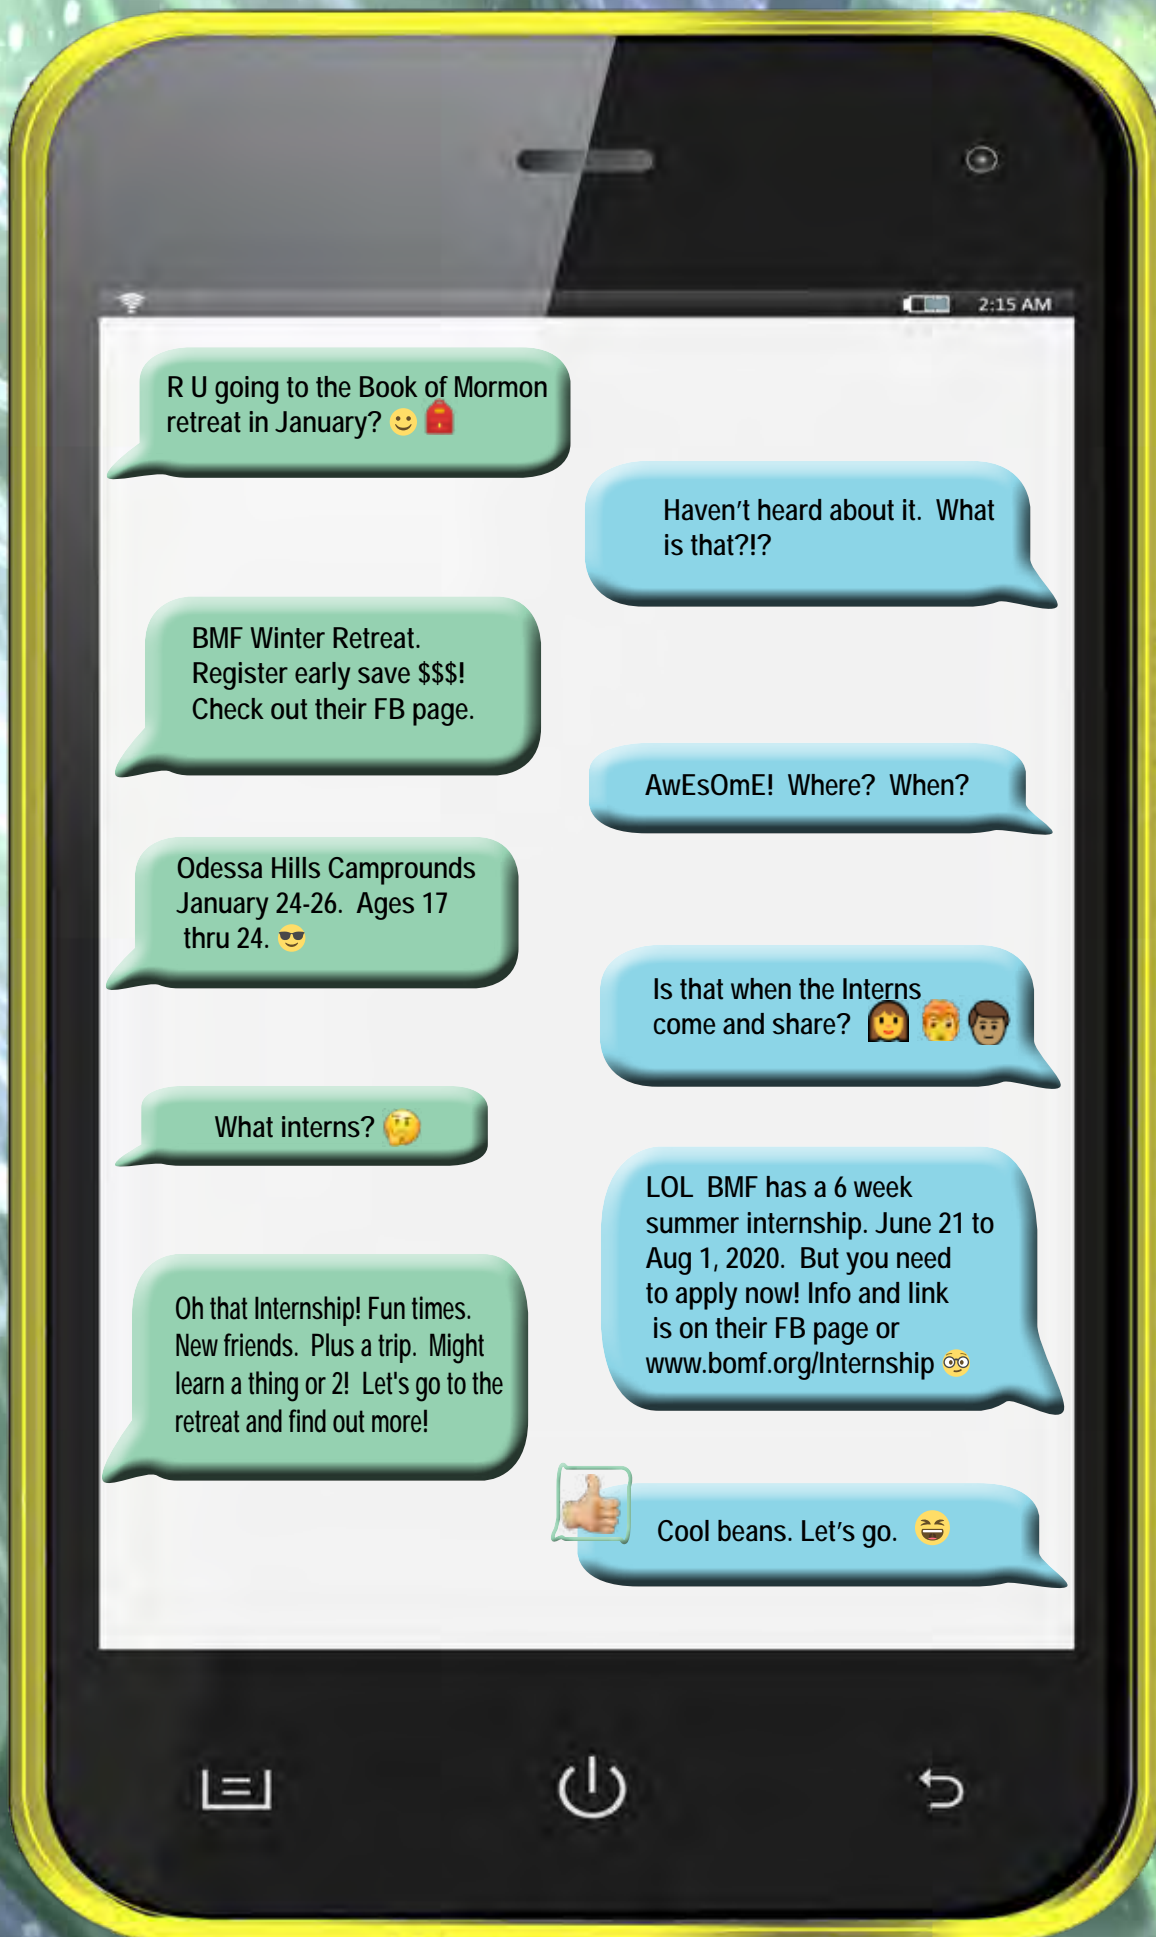 2:15 AM
R U going to the Book of Mormon
retreat in January? 🙂 🎒
Haven't heard about it.  What
is that?!?
BMF Winter Retreat.
Register early save $$$!
Check out their FB page.
AwEsOmE!  Where?  When?
Odessa Hills Camprounds
January 24-26.  Ages 17
thru 24. 😎
Is that when the Interns
come and share?
What interns? 🤔
LOL  BMF has a 6 week
summer internship. June 21 to
Aug 1, 2020.  But you need
to apply now! Info and link
is on their FB page or
www.bomf.org/Internship 🤓
Oh that Internship! Fun times.
New friends.  Plus a trip.  Might
learn a thing or 2!  Let's go to the
retreat and find out more!
Cool beans. Let's go. 😆